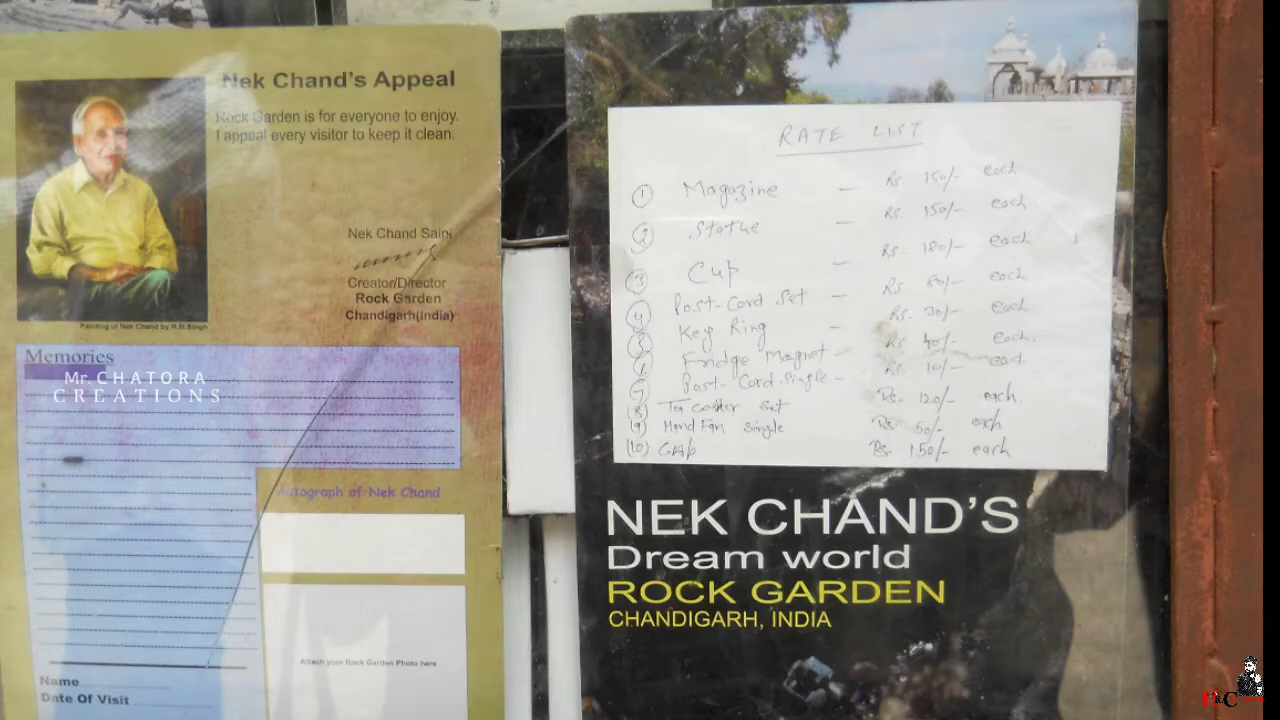 Nek Chand's Appeal
Rock Garden is for everyone to enjoy.
I appeal every visitor to keep it clean.
Nek Chand Saini
Creator/Director
Rock Garden
Chandigarh(India)
Painting of Nek Chand by R.M.Singh
Memories
Mr. CHATORA
CREATIONS
Autograph of Nek Chand
Attach your Rock Garden Photo here
Name
Date Of Visit
RATE LIST
1 Magazine - Rs 150/- each
2 Statue - Rs. 150/- each
3 Cup - Rs. 180/- each
4 Post-Card Set - Rs 80/- each
5 Key Ring - Rs. 30/- each
6 Fridge Magnet - Rs 40/- each.
7 Post-Card-Single - Rs. 10/- each
(8) Tea coster Set Rs. 120/- each.
(9) Hand Fan Single Rs 50/- each
(10) CAP Rs. 150/- each
NEK CHAND'S
Dream world
ROCK GARDEN
CHANDIGARH, INDIA